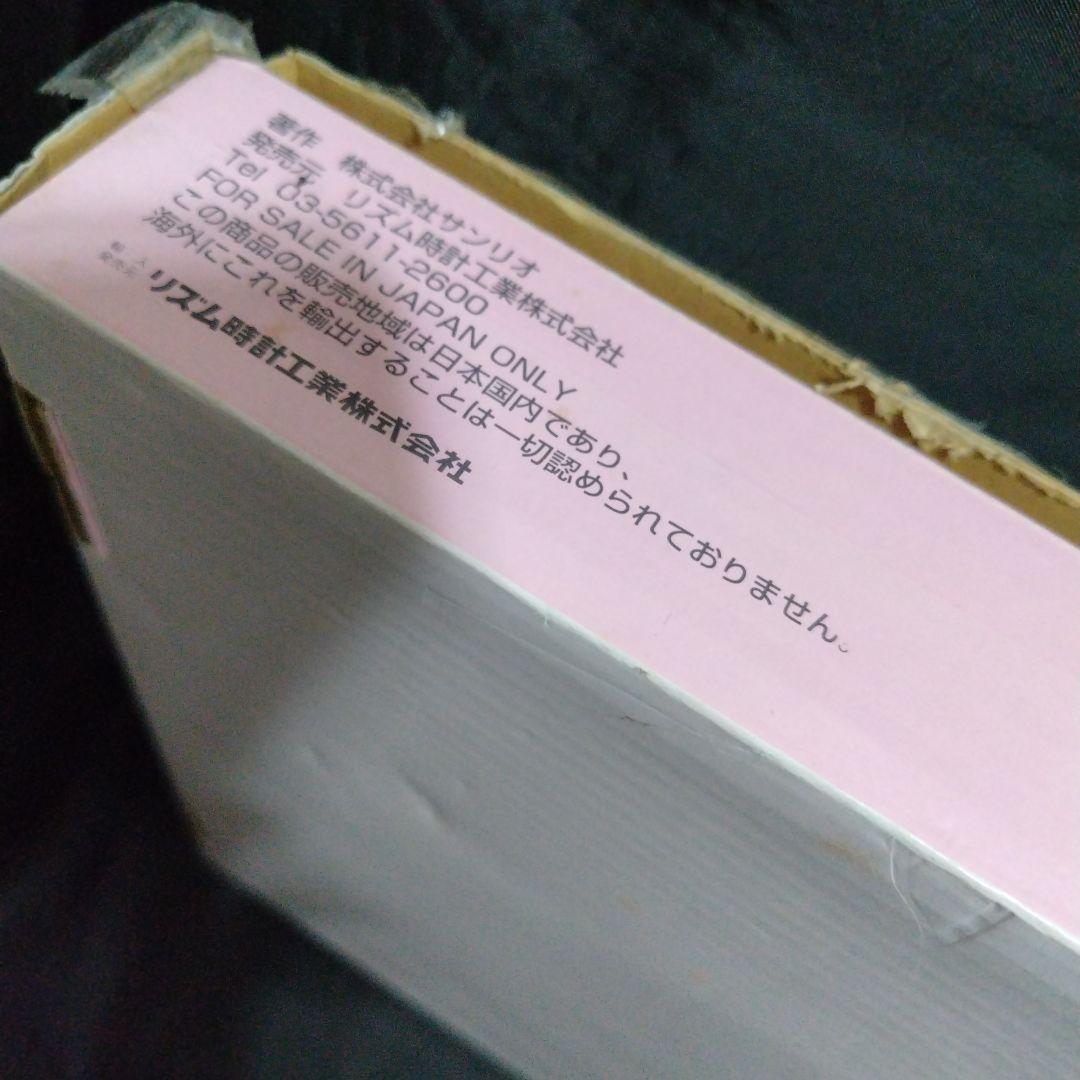 著作 株式会社サンリオ
発売元 リズム時計工業株式会社
Tel 03-5611-2600
FOR SALE IN JAPAN ONLY
この商品の販売地域は日本国内であり、
海外にこれを輸出することは一切認められておりません。
発売元 リズム時計工業株式会社